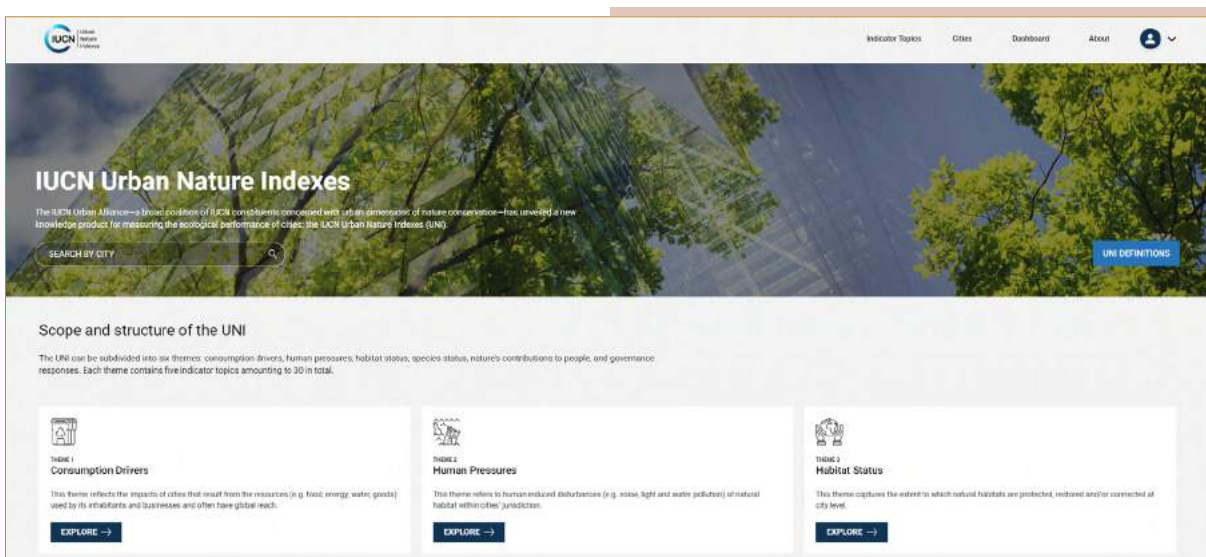 IUCN
Urban
Nature
Indexes
Indicator Topics
Cities
Dashboard
About
IUCN Urban Nature Indexes
The IUCN Urban Alliance—a broad coalition of IUCN constituents concerned with urban dimensions of nature conservation—has unveiled a new
knowledge product for measuring the ecological performance of cities: the IUCN Urban Nature Indexes (UNI).
SEARCH BY CITY
UNI DEFINITIONS
Scope and structure of the UNI
The UNI can be subdivided into six themes: consumption drivers, human pressures, habitat status, species status, nature's contributions to people, and governance
responses. Each theme contains five indicator topics amounting to 30 in total.
THEME 1
Consumption Drivers
This theme reflects the impacts of cities that result from the resources (e.g. food, energy, water, goods)
used by its inhabitants and businesses and often have global reach.
EXPLORE →
THEME 2
Human Pressures
This theme refers to human-induced disturbances (e.g. noise, light and water pollution) of natural
habitat within cities' jurisdiction.
EXPLORE →
THEME 3
Habitat Status
This theme captures the extent to which natural habitats are protected, restored and/or connected at
city level.
EXPLORE →